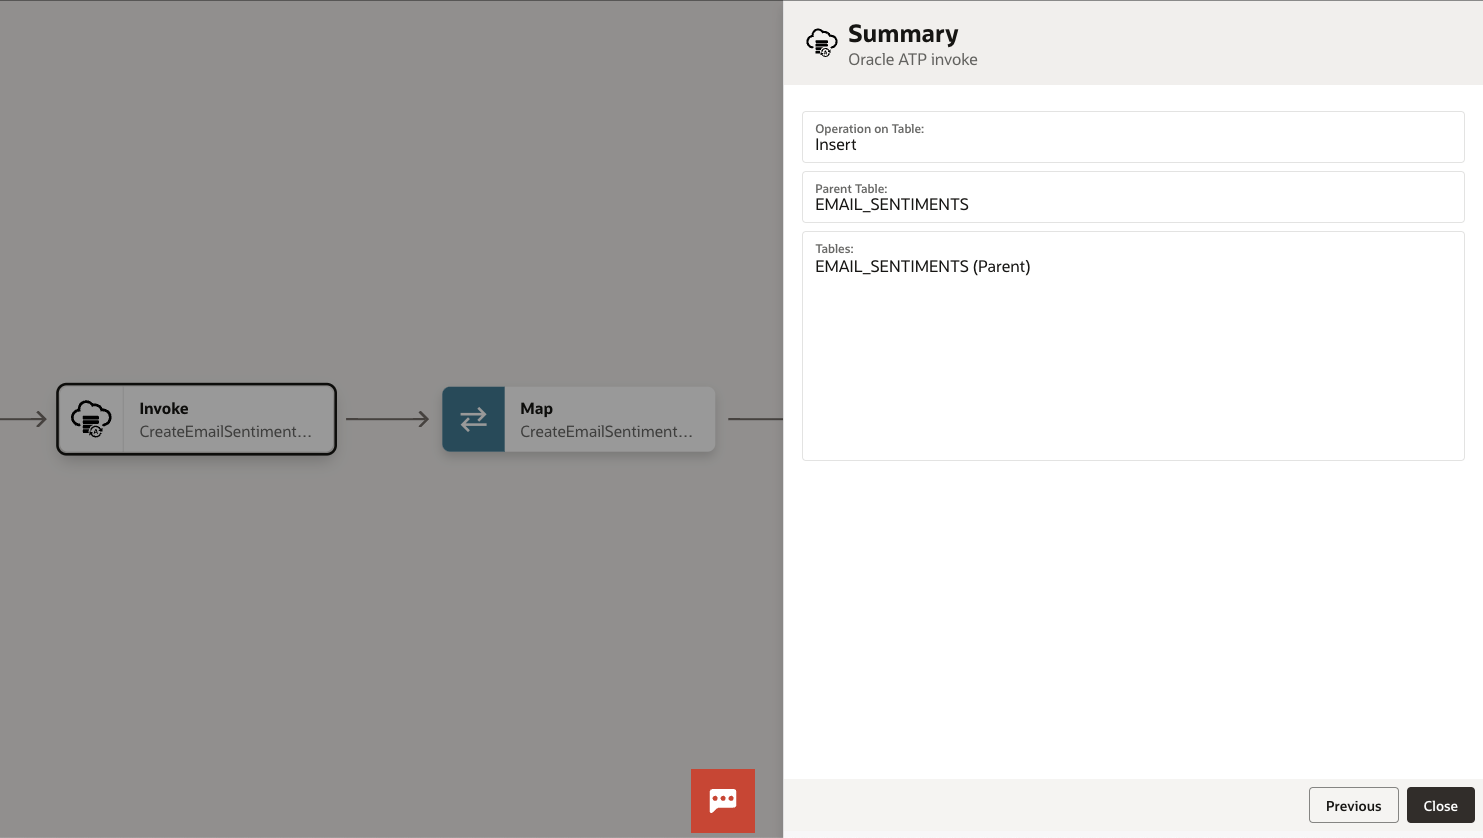 Summary
Oracle ATP invoke
Operation on Table:
Insert
Parent Table:
EMAIL_SENTIMENTS
Tables:
EMAIL_SENTIMENTS (Parent)
Invoke
CreateEmailSentiment...
Map
CreateEmailSentiment...
Previous
Close